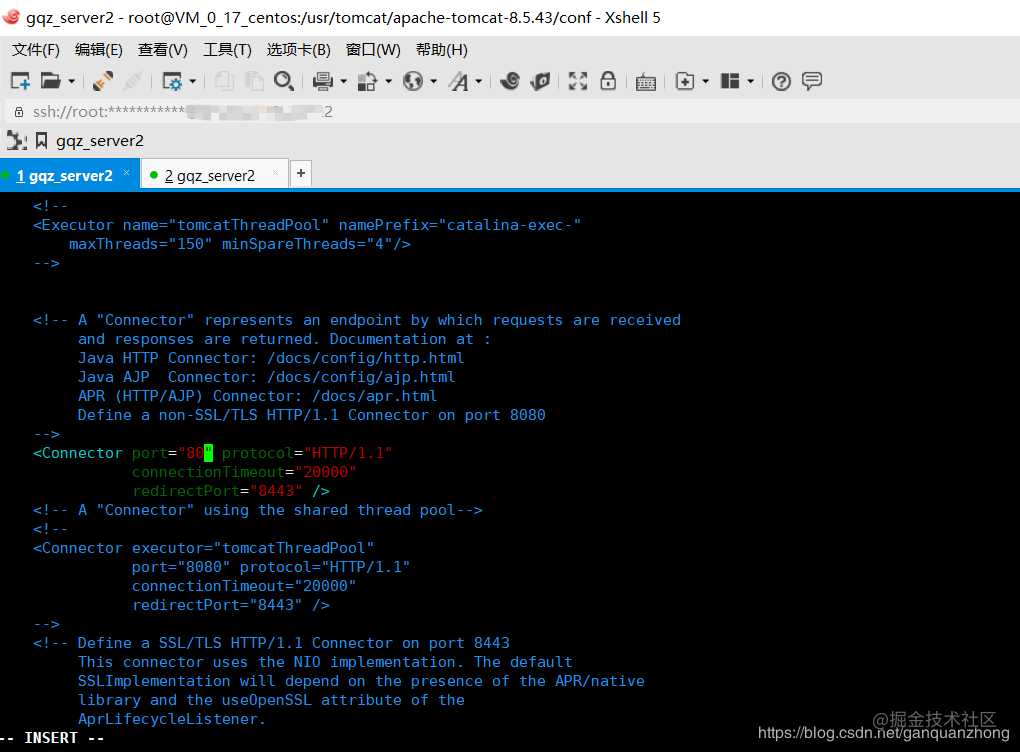 gqz_server2 - root@VM_0_17_centos:/usr/tomcat/apache-tomcat-8.5.43/conf - Xshell 5
文件(F) 编辑(E) 查看(V) 工具(T) 选项卡(B) 窗口(W) 帮助(H)
ssh://root:***********
gqz_server2
1 gqz_server2 × 2 gqz_server2 × +
<!--
<Executor name="tomcatThreadPool" namePrefix="catalina-exec-"
maxThreads="150" minSpareThreads="4"/>
-->
<!-- A "Connector" represents an endpoint by which requests are received
and responses are returned. Documentation at :
Java HTTP Connector: /docs/config/http.html
Java AJP  Connector: /docs/config/ajp.html
APR (HTTP/AJP) Connector: /docs/apr.html
Define a non-SSL/TLS HTTP/1.1 Connector on port 8080
-->
<Connector port="80" protocol="HTTP/1.1"
connectionTimeout="20000"
redirectPort="8443" />
<!-- A "Connector" using the shared thread pool-->
<!--
<Connector executor="tomcatThreadPool"
port="8080" protocol="HTTP/1.1"
connectionTimeout="20000"
redirectPort="8443" />
-->
<!-- Define a SSL/TLS HTTP/1.1 Connector on port 8443
This connector uses the NIO implementation. The default
SSLImplementation will depend on the presence of the APR/native
library and the useOpenSSL attribute of the
AprLifecycleListener.
-- INSERT --
@掘金技术社区
https://blog.csdn.net/ganquanzhong